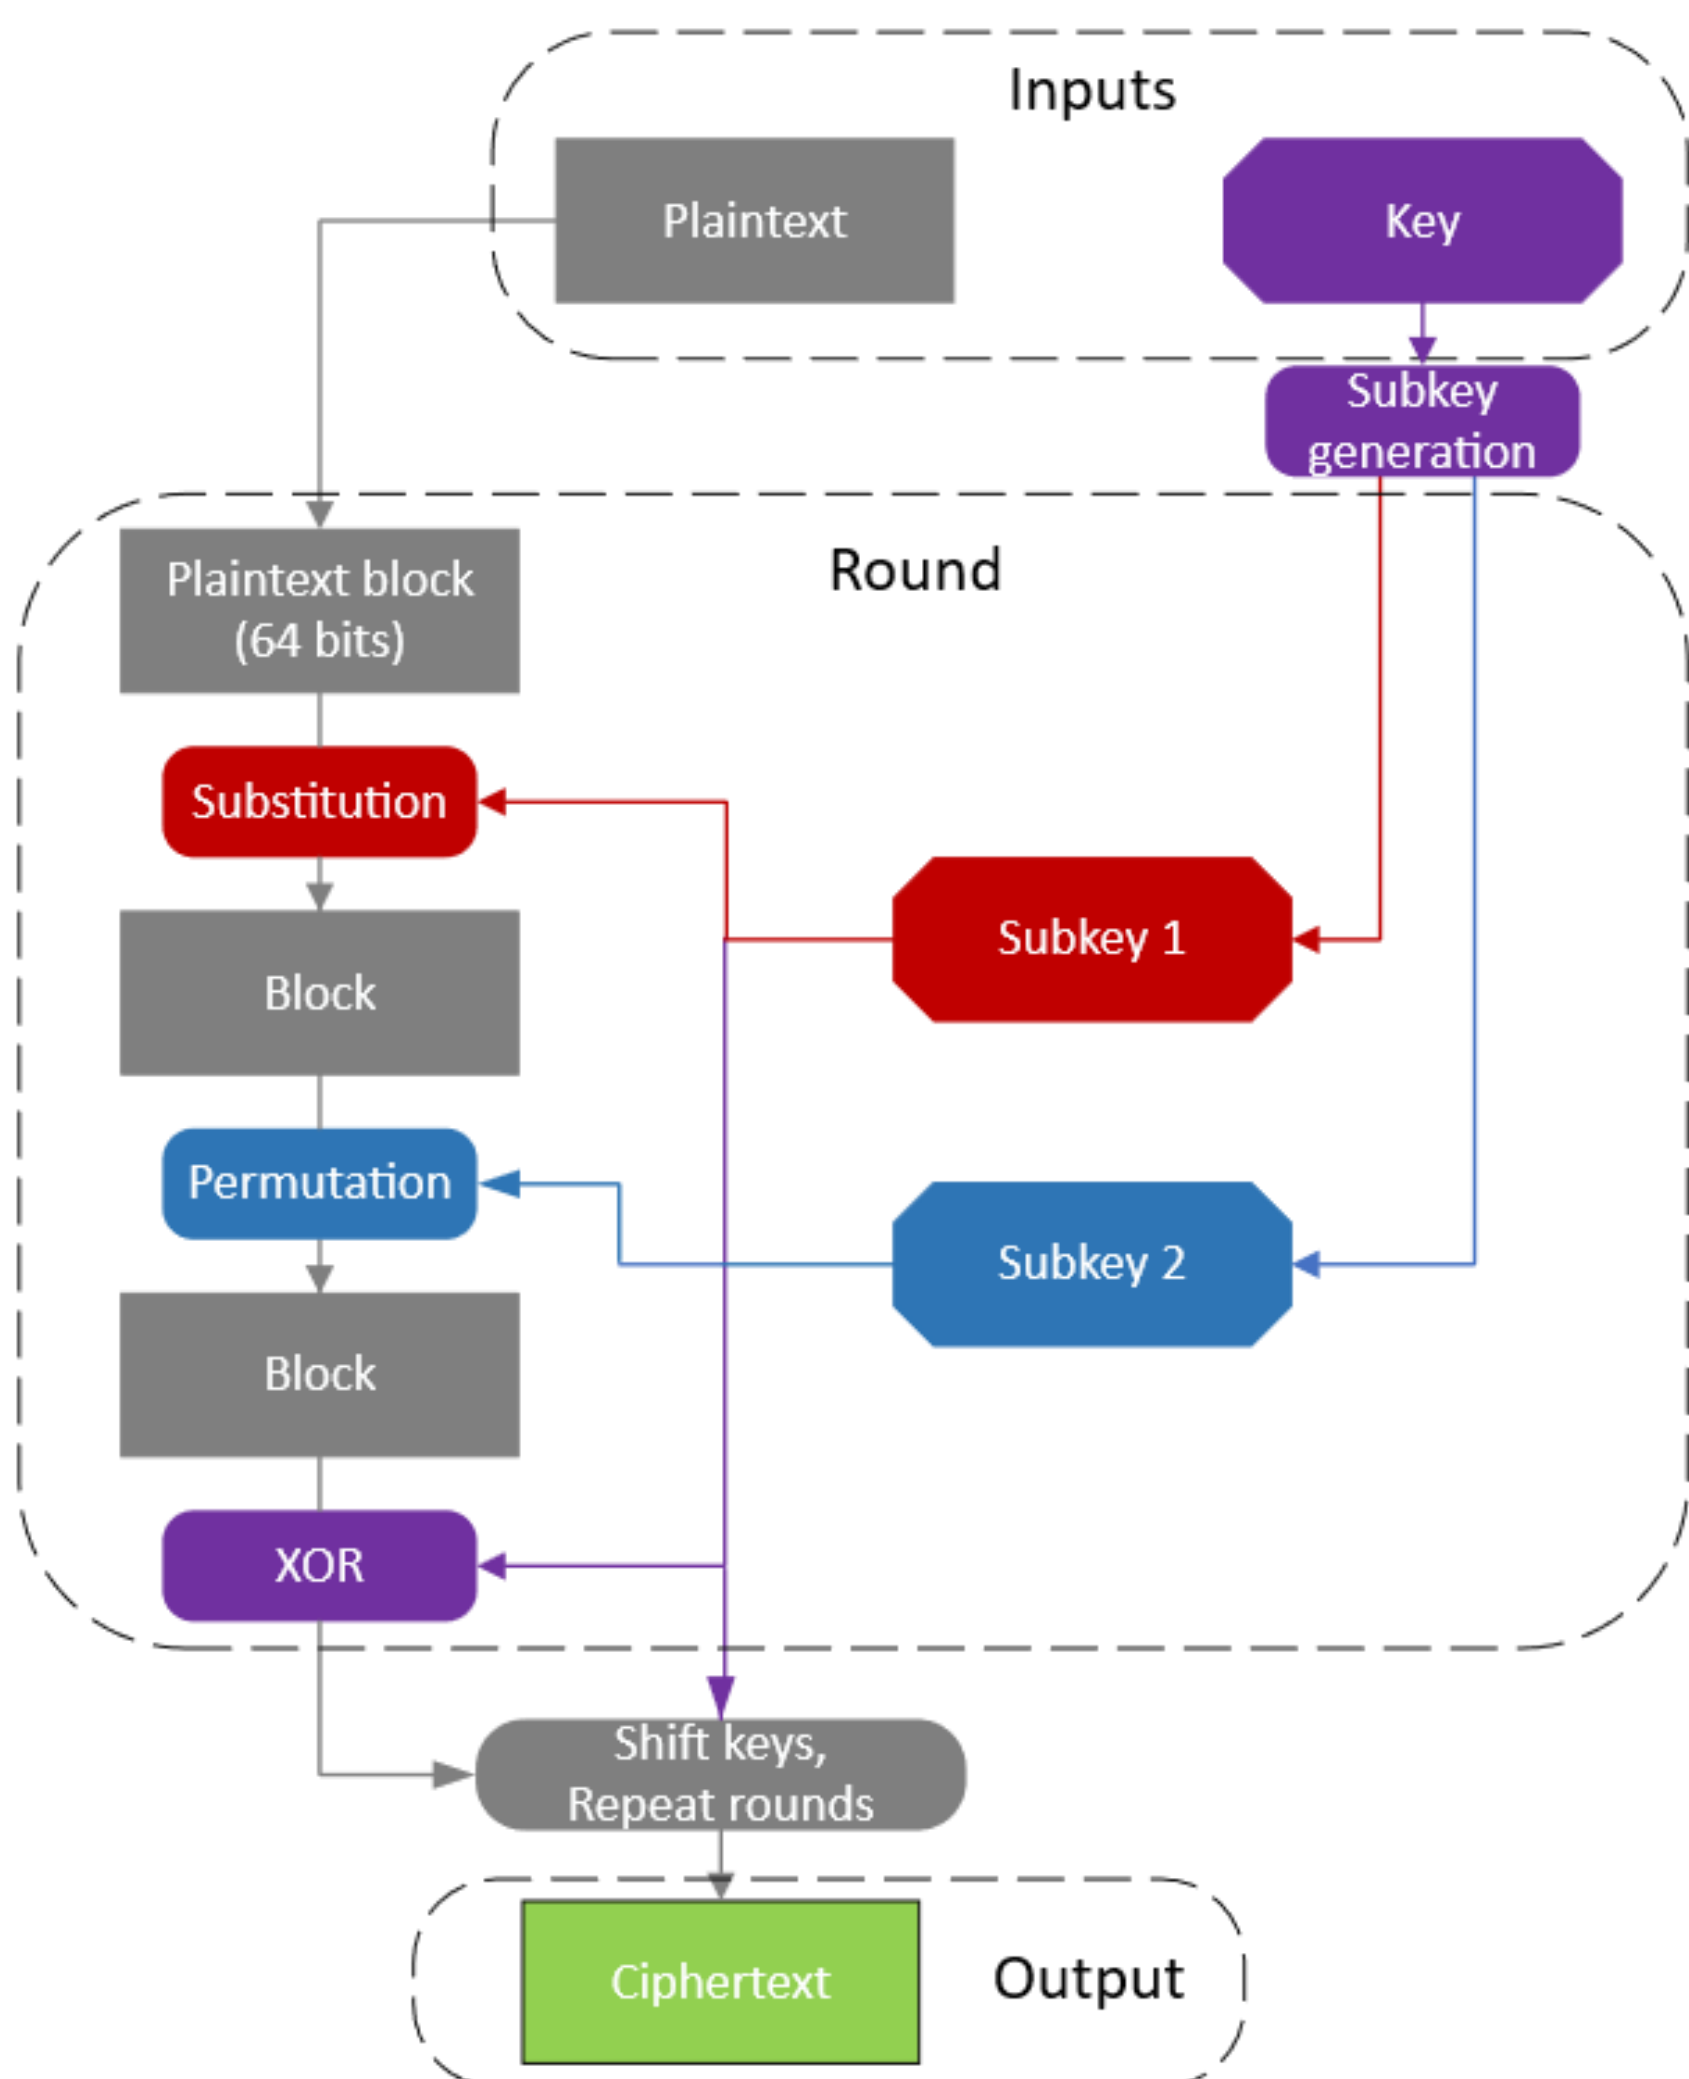 Inputs
Plaintext
Key
Subkey
generation
Round
Plaintext block
(64 bits)
Substitution
Subkey 1
Block
Permutation
Subkey 2
Block
XOR
Shift keys,
Repeat rounds
Ciphertext
Output